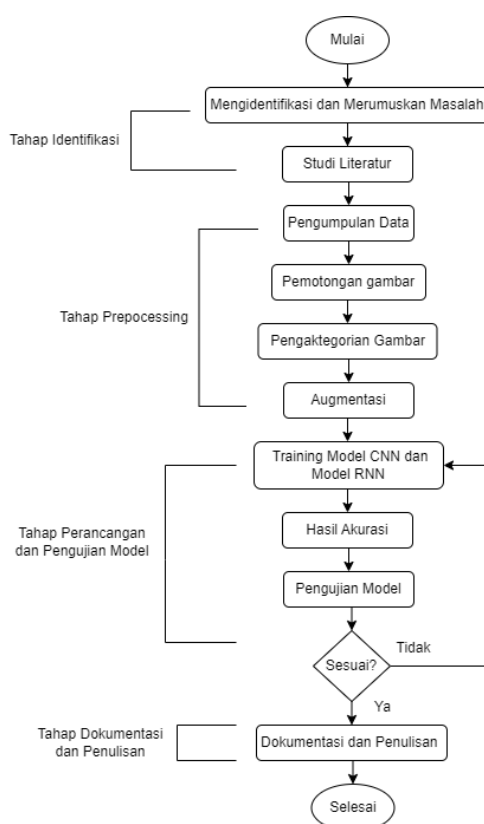 Mulai
Mengidentifikasi dan Merumuskan Masalah
Tahap Identifikasi
Studi Literatur
Pengumpulan Data
Pemotongan gambar
Tahap Prepocessing
Pengaktegorian Gambar
Augmentasi
Training Model CNN dan
Model RNN
Hasil Akurasi
Tahap Perancangan
dan Pengujian Model
Pengujian Model
Sesuai?
Tidak
Ya
Tahap Dokumentasi
dan Penulisan
Dokumentasi dan Penulisan
Selesai